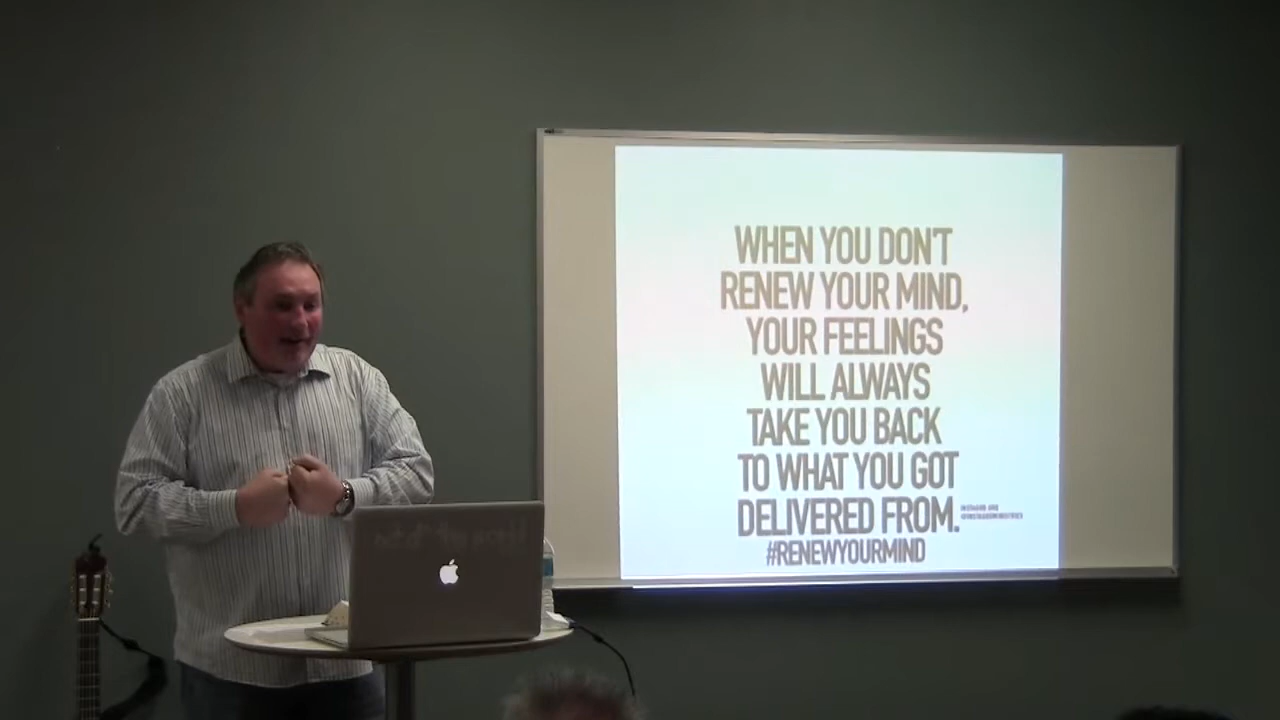 WHEN YOU DON'T
RENEW YOUR MIND,
YOUR FEELINGS
WILL ALWAYS
TAKE YOU BACK
TO WHAT YOU GOT
DELIVERED FROM.
#RENEWYOURMIND